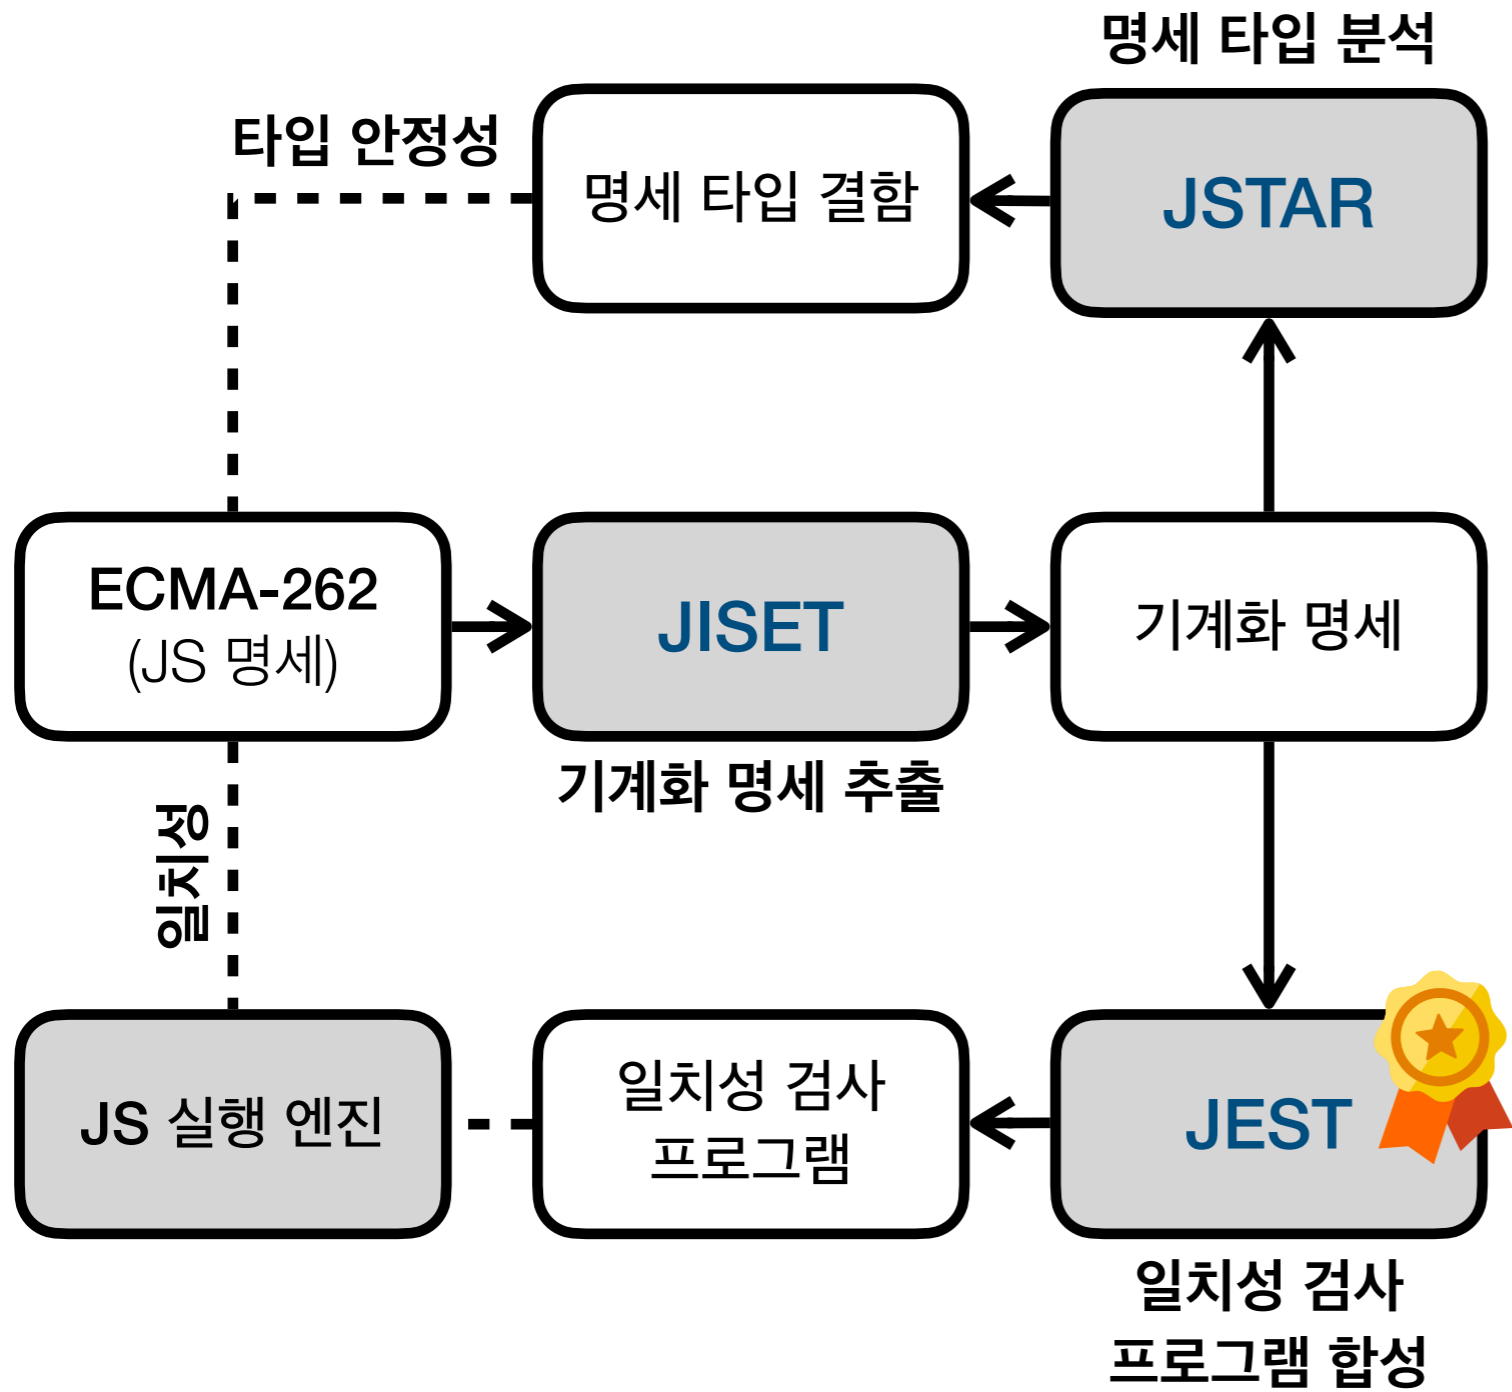 명세 타입 분석
타입 안정성
명세 타입 결함
JSTAR
ECMA-262
(JS 명세)
JISET
기계화 명세
기계화 명세 추출
일치성
JS 실행 엔진
일치성 검사
프로그램
JEST
일치성 검사
프로그램 합성